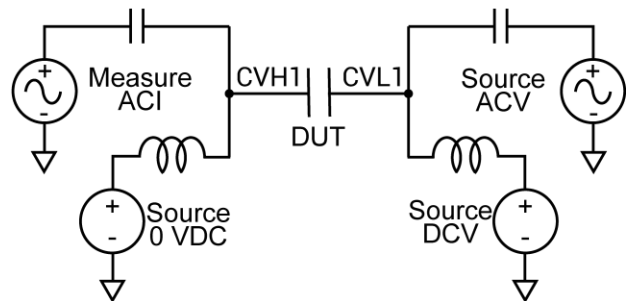 +
-
Measure
ACI
CVH1
DUT
CVL1
Source
ACV
+
-
+
-
Source
0 VDC
Source
DCV
+
-